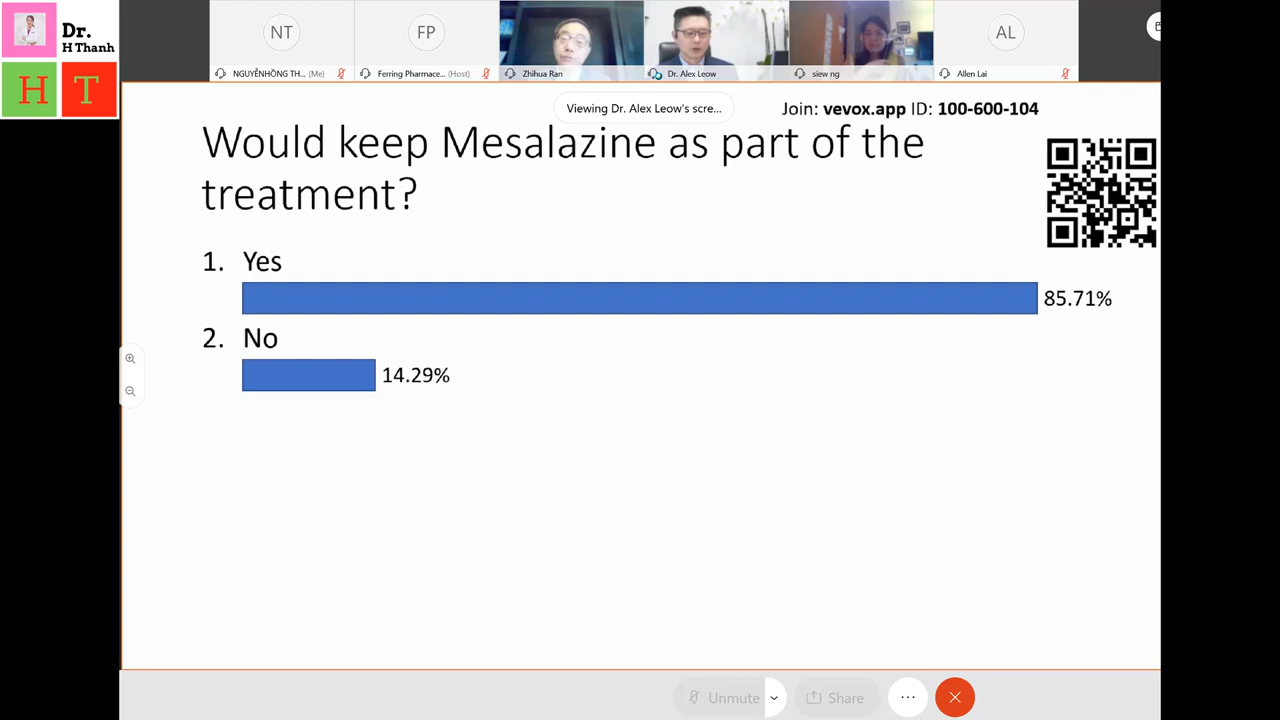 Dr.
H Thanh
H T
NT
FP
AL
NGUYỄNHỒNG TH... (Me)
Ferring Pharmace... (Host)
Zhihua Ran
Dr. Alex Leow
siew ng
Allen Lai
Viewing Dr. Alex Leow's scre...
Join: vevox.app ID: 100-600-104
Would keep Mesalazine as part of the
treatment?
1. Yes
85.71%
2. No
14.29%
Unmute
Share